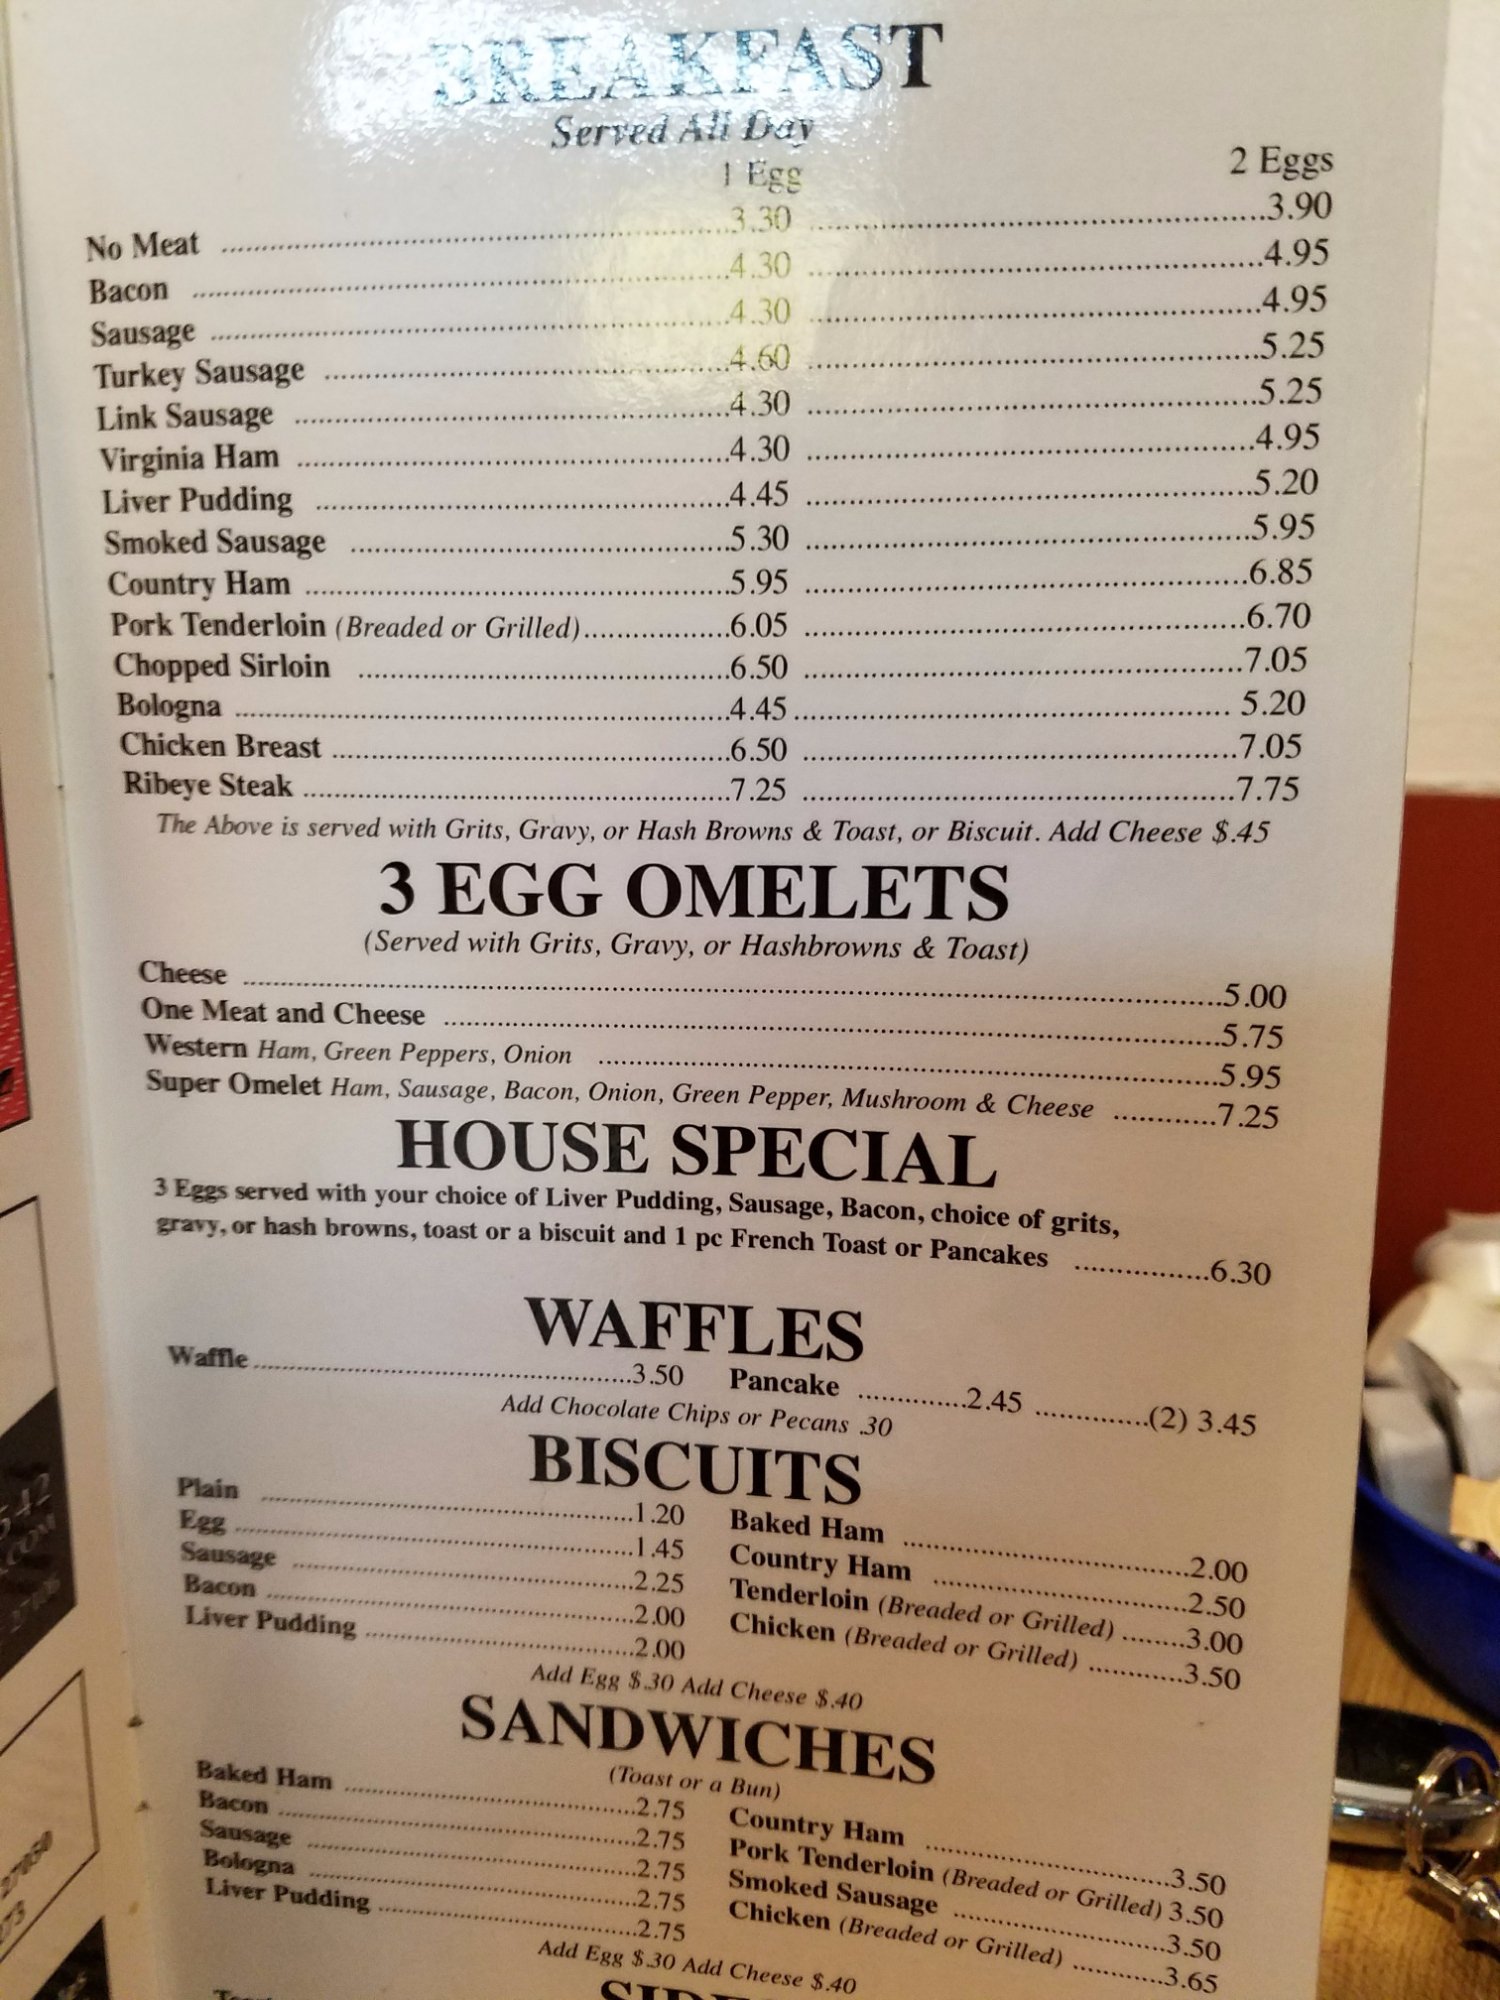 BREAKFAST
Served All Day
1 Egg 2 Eggs
No Meat 3.30 3.90
Bacon 4.30 4.95
Sausage 4.30 4.95
Turkey Sausage 4.60 5.25
Link Sausage 4.30 5.25
Virginia Ham 4.30 4.95
Liver Pudding 4.45 5.20
Smoked Sausage 5.30 5.95
Country Ham 5.95 6.85
Pork Tenderloin (Breaded or Grilled) 6.05 6.70
Chopped Sirloin 6.50 7.05
Bologna 4.45 5.20
Chicken Breast 6.50 7.05
Ribeye Steak 7.25 7.75
The Above is served with Grits, Gravy, or Hash Browns & Toast, or Biscuit. Add Cheese $.45
3 EGG OMELETS
(Served with Grits, Gravy, or Hashbrowns & Toast)
Cheese 5.00
One Meat and Cheese 5.75
Western Ham, Green Peppers, Onion 5.95
Super Omelet Ham, Sausage, Bacon, Onion, Green Pepper, Mushroom & Cheese 7.25
HOUSE SPECIAL
3 Eggs served with your choice of Liver Pudding, Sausage, Bacon, choice of grits,
gravy, or hash browns, toast or a biscuit and 1 pc French Toast or Pancakes 6.30
WAFFLES
Waffle 3.50 Pancake 2.45 (2) 3.45
Add Chocolate Chips or Pecans .30
BISCUITS
Plain 1.20
Egg 1.45
Sausage 2.25
Bacon 2.00
Liver Pudding 2.00
Baked Ham 2.00
Country Ham 2.50
Tenderloin (Breaded or Grilled) 3.00
Chicken (Breaded or Grilled) 3.50
Add Egg $.30 Add Cheese $.40
SANDWICHES
(Toast or a Bun)
Baked Ham 2.75
Bacon 2.75
Sausage 2.75
Bologna 2.75
Liver Pudding 2.75
Country Ham 3.50
Pork Tenderloin (Breaded or Grilled) 3.50
Smoked Sausage 3.50
Chicken (Breaded or Grilled) 3.65
Add Egg $.30 Add Cheese $.40